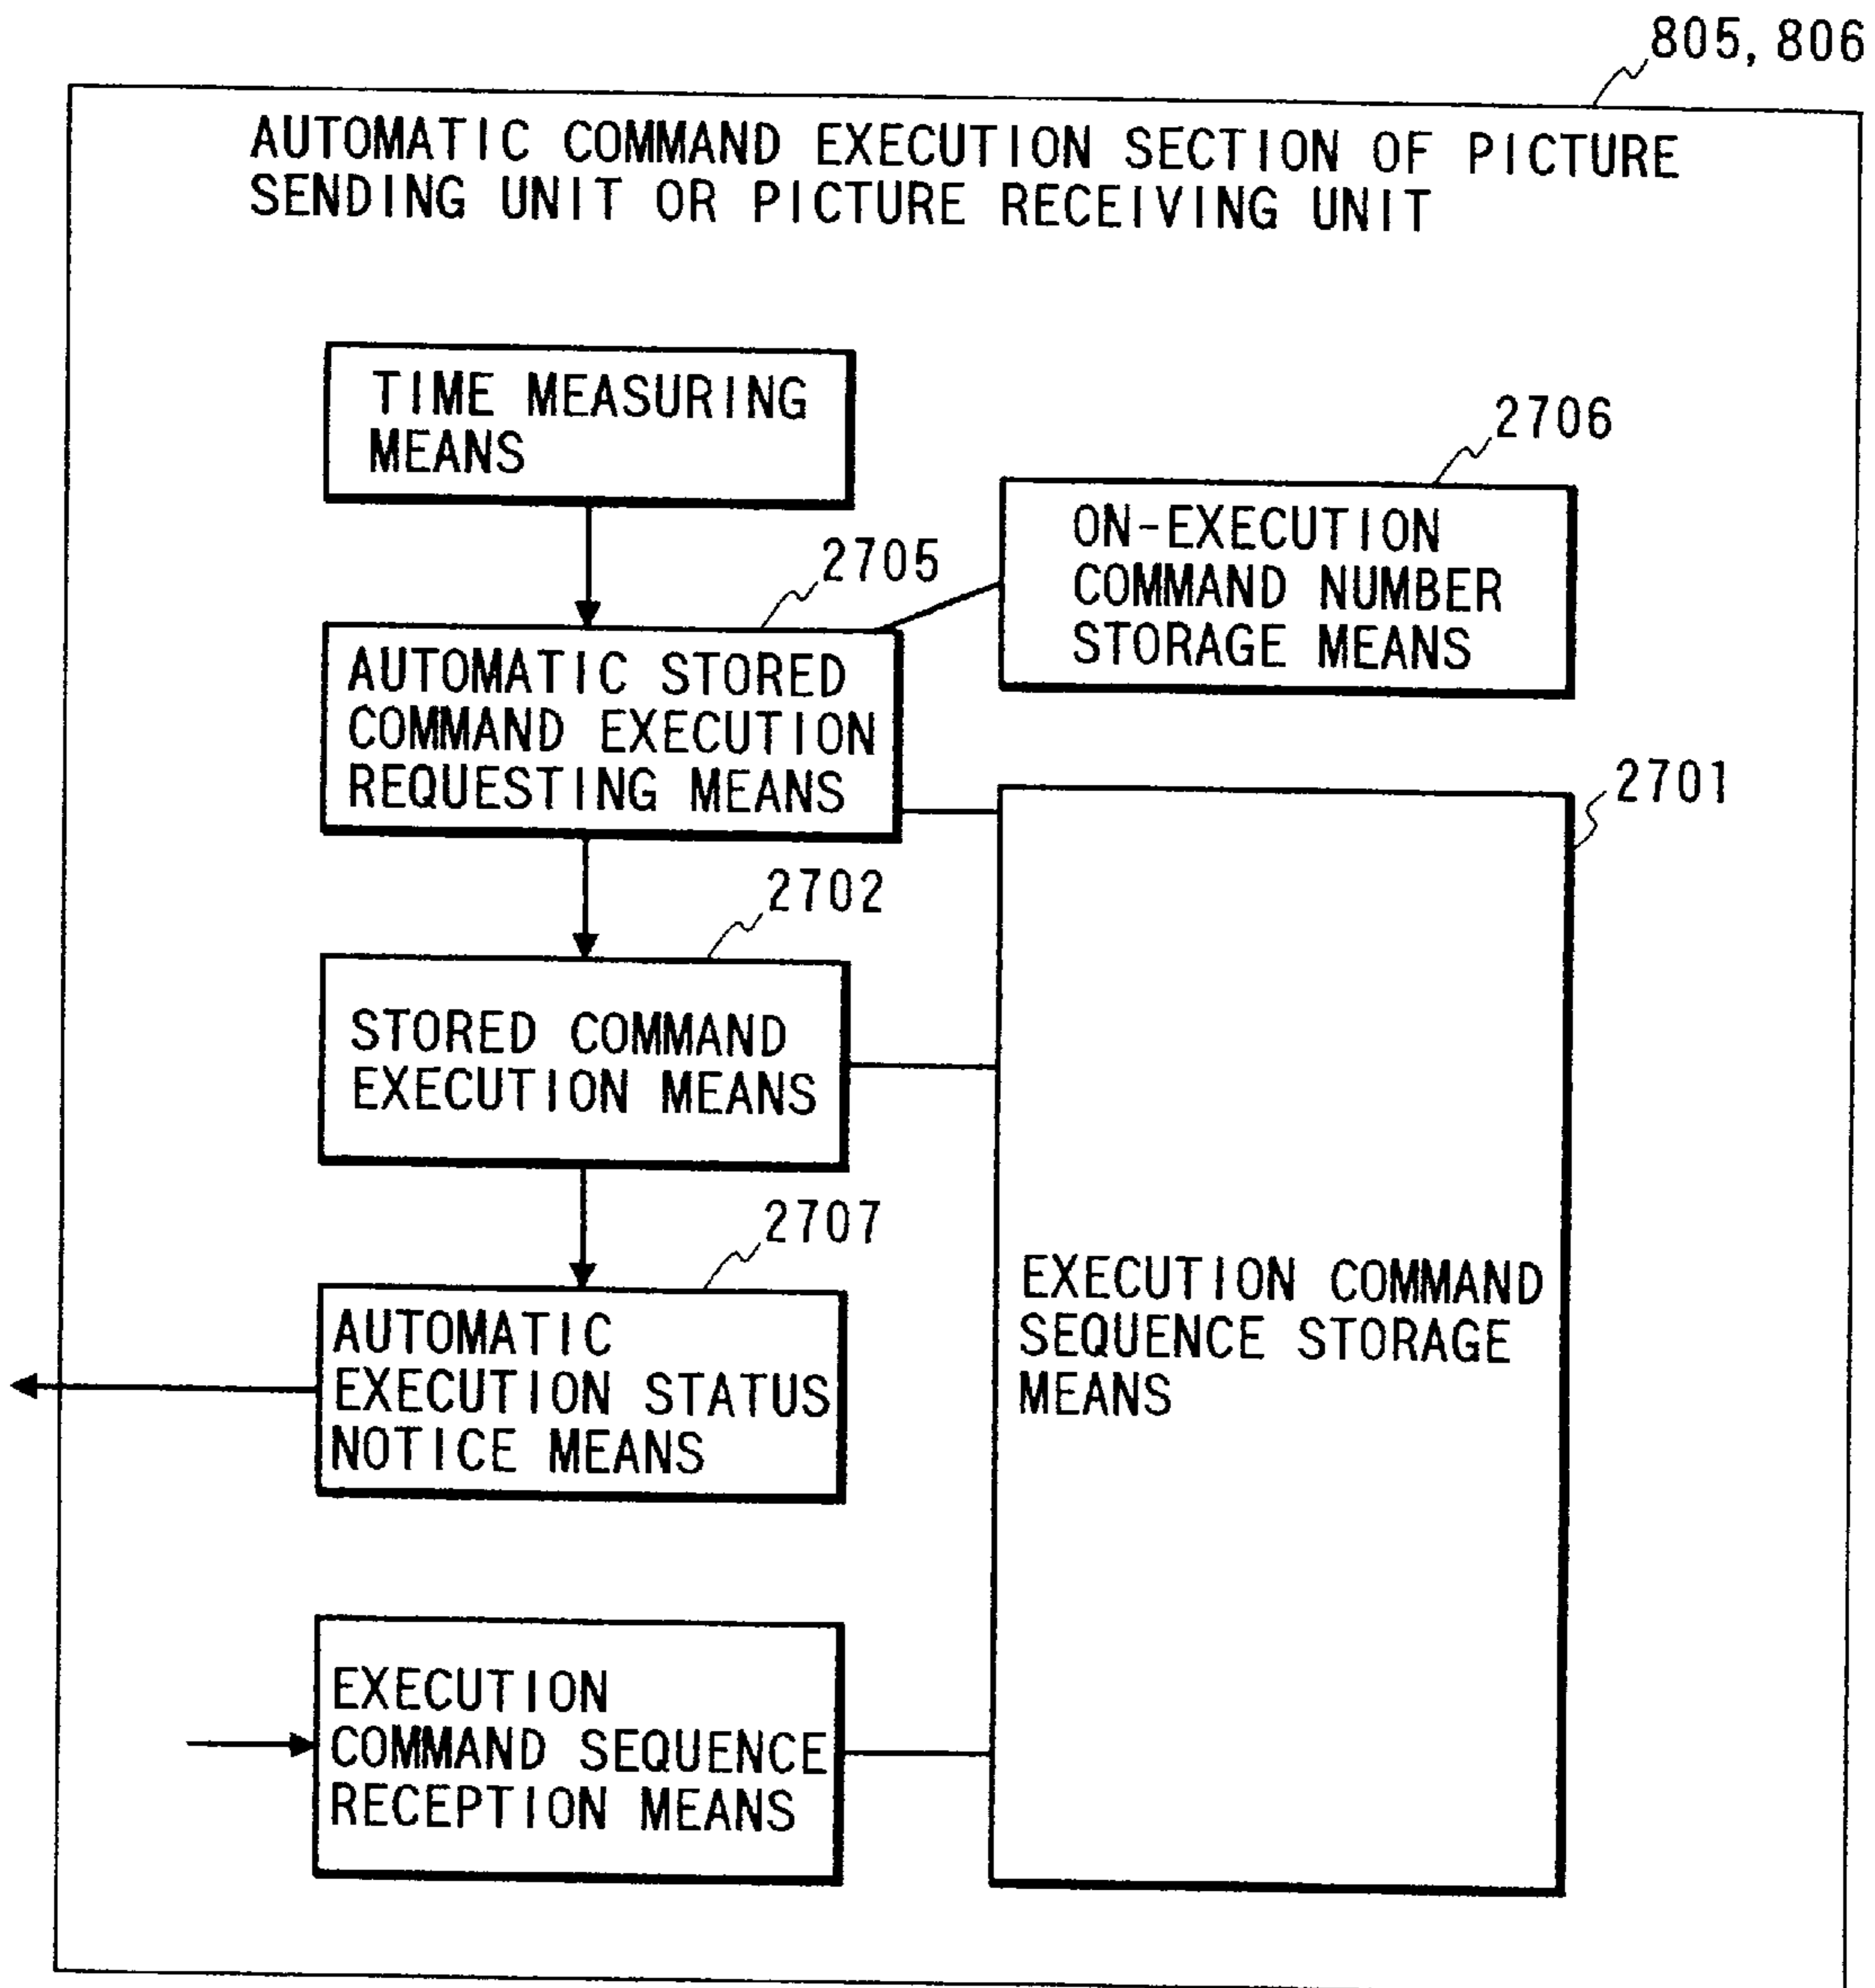 805, 806
AUTOMATIC COMMAND EXECUTION SECTION OF PICTURE
SENDING UNIT OR PICTURE RECEIVING UNIT
TIME MEASURING
MEANS
2706
ON-EXECUTION
COMMAND NUMBER
STORAGE MEANS
2705
AUTOMATIC STORED
COMMAND EXECUTION
REQUESTING MEANS
2701
2702
STORED COMMAND
EXECUTION MEANS
2707
EXECUTION COMMAND
SEQUENCE STORAGE
MEANS
AUTOMATIC
EXECUTION STATUS
NOTICE MEANS
EXECUTION
COMMAND SEQUENCE
RECEPTION MEANS